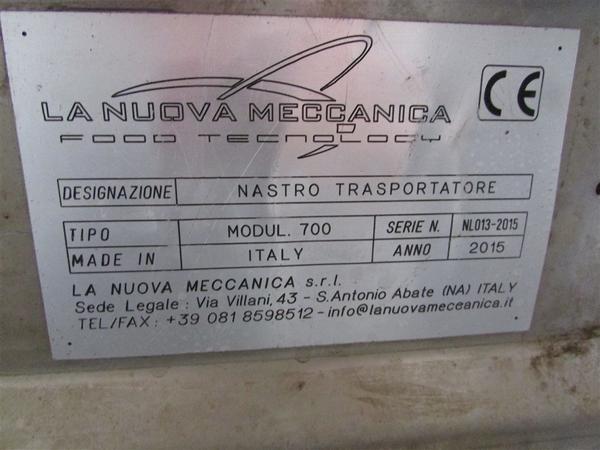 LA NUOVA MECCANICA
FOOD TECNOLOGY
CE
DESIGNAZIONE NASTRO TRASPORTATORE
TIPO MODUL. 700 SERIE N. NL013-2015
MADE IN ITALY ANNO 2015
LA NUOVA MECCANICA s.r.l.
Sede Legale : Via Villani, 43 - S.Antonio Abate (NA) ITALY
TEL/FAX : +39 081 8598512 - info@lanuovameccanica.it